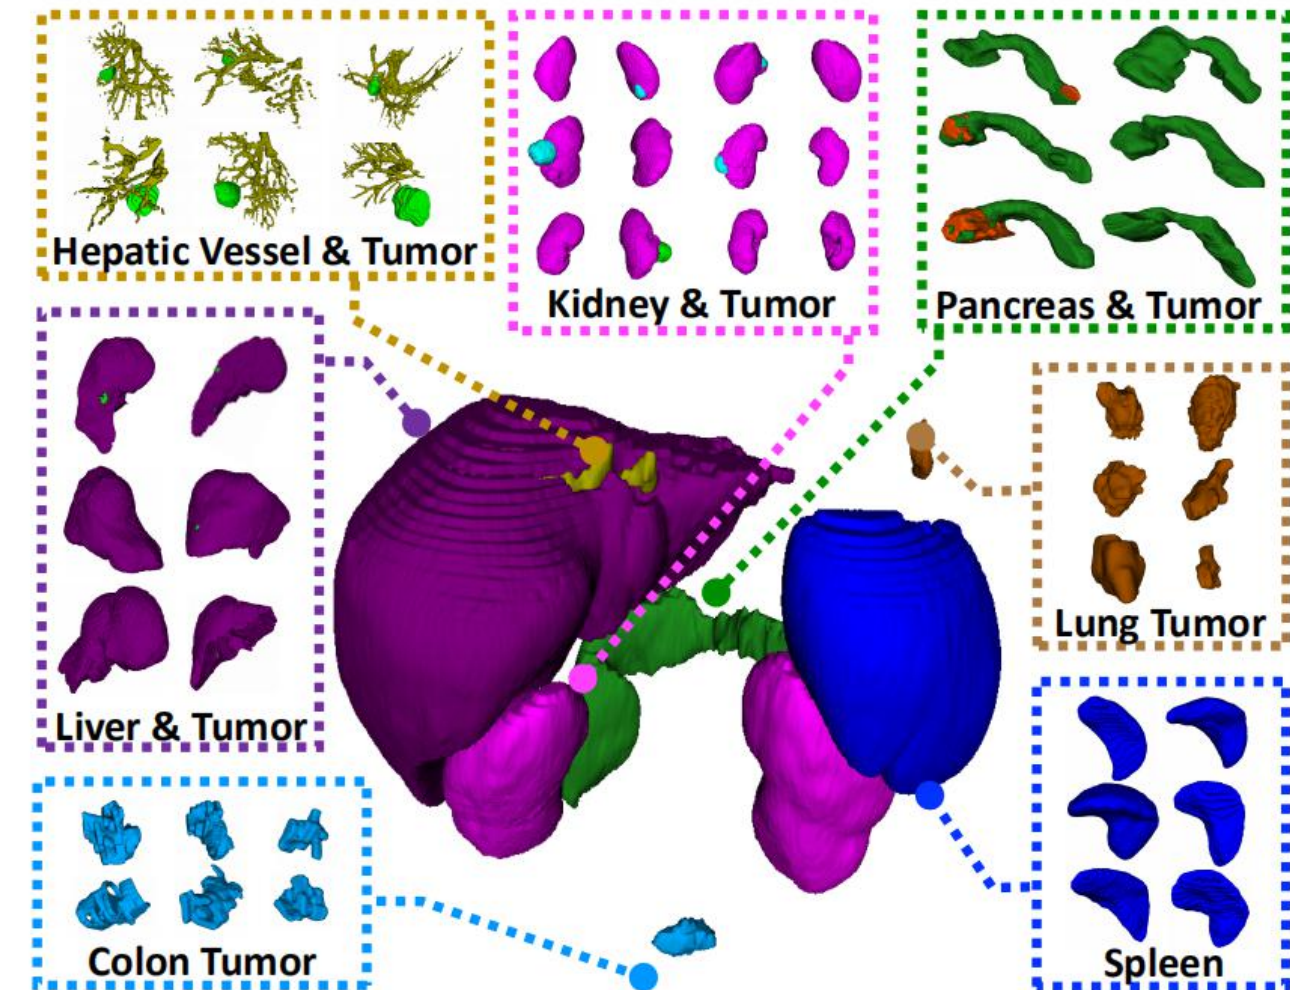 Hepatic Vessel & Tumor
Kidney & Tumor
Pancreas & Tumor
Lung Tumor
Liver & Tumor
Colon Tumor
Spleen